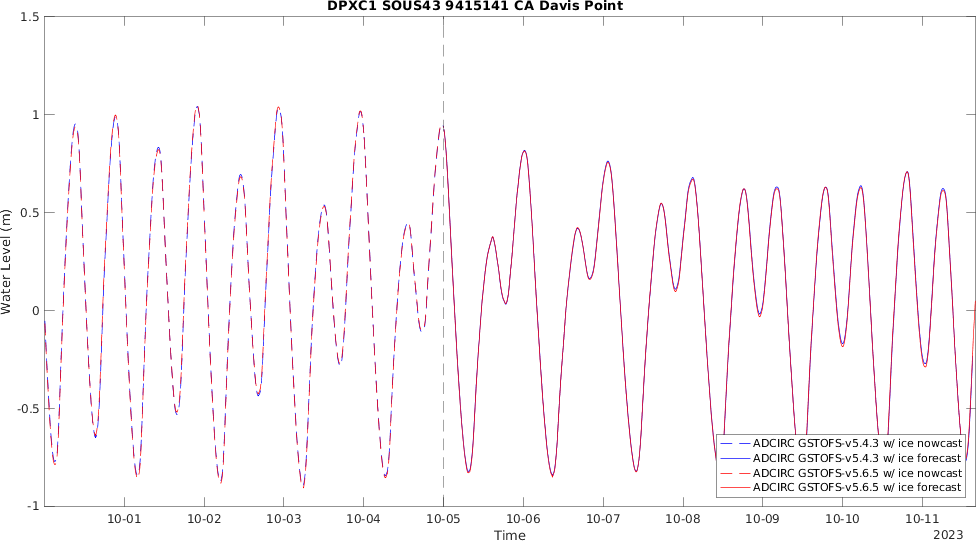 DPXC1 SOUS43 9415141 CA Davis Point
Water Level (m)
1.5
1
0.5
0
-0.5
-1
ADCIRC GSTOFS-v5.4.3 w/ ice nowcast
ADCIRC GSTOFS-v5.4.3 w/ ice forecast
ADCIRC GSTOFS-v5.6.5 w/ ice nowcast
ADCIRC GSTOFS-v5.6.5 w/ ice forecast
10-01 10-02 10-03 10-04 10-05 10-06 10-07 10-08 10-09 10-10 10-11
Time
2023